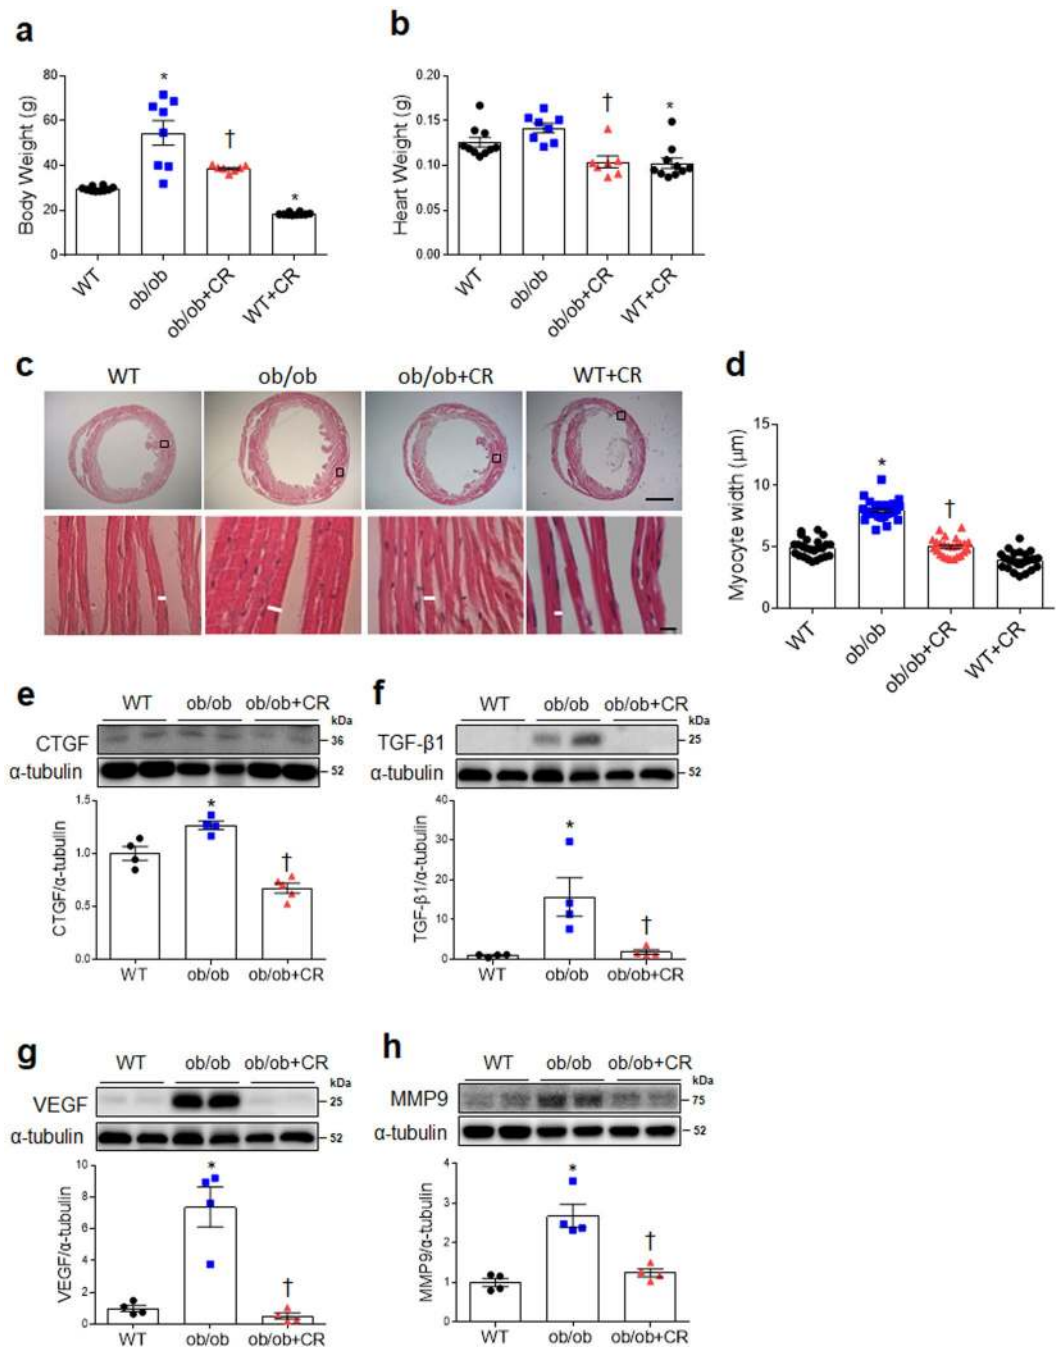 a
Body Weight (g)
80
60
40
20
0
*
†
*
WT
ob/ob
ob/ob+CR
WT+CR
b
Heart Weight (g)
0.20
0.15
0.10
0.05
0.00
†
*
WT
ob/ob
ob/ob+CR
WT+CR
c
WT ob/ob ob/ob+CR WT+CR
d
Myocyte width (μm)
15
10
5
0
*
†
WT
ob/ob
ob/ob+CR
WT+CR
e
WT ob/ob ob/ob+CR
kDa
CTGF 36
α-tubulin 52
CTGF/α-tubulin
1.5
1.0
0.5
0.0
*
†
WT ob/ob ob/ob+CR
f
WT ob/ob ob/ob+CR
kDa
TGF-β1 25
α-tubulin 52
TGF-β1/α-tubulin
40
30
20
10
0
*
†
WT ob/ob ob/ob+CR
g
WT ob/ob ob/ob+CR
kDa
VEGF 25
α-tubulin 52
VEGF/α-tubulin
10
8
6
4
2
0
*
†
WT ob/ob ob/ob+CR
h
WT ob/ob ob/ob+CR
kDa
MMP9 75
α-tubulin 52
MMP9/α-tubulin
4
3
2
1
0
*
†
WT ob/ob ob/ob+CR